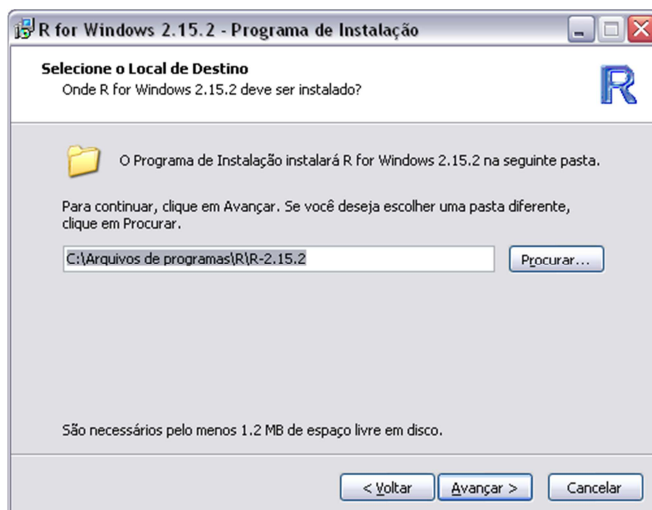 R for Windows 2.15.2 - Programa de Instalação
Selecione o Local de Destino
Onde R for Windows 2.15.2 deve ser instalado?
R
O Programa de Instalação instalará R for Windows 2.15.2 na seguinte pasta.
Para continuar, clique em Avançar. Se você deseja escolher uma pasta diferente,
clique em Procurar.
C:\Arquivos de programas\R\R-2.15.2
Procurar...
São necessários pelo menos 1.2 MB de espaço livre em disco.
< Voltar
Avançar >
Cancelar